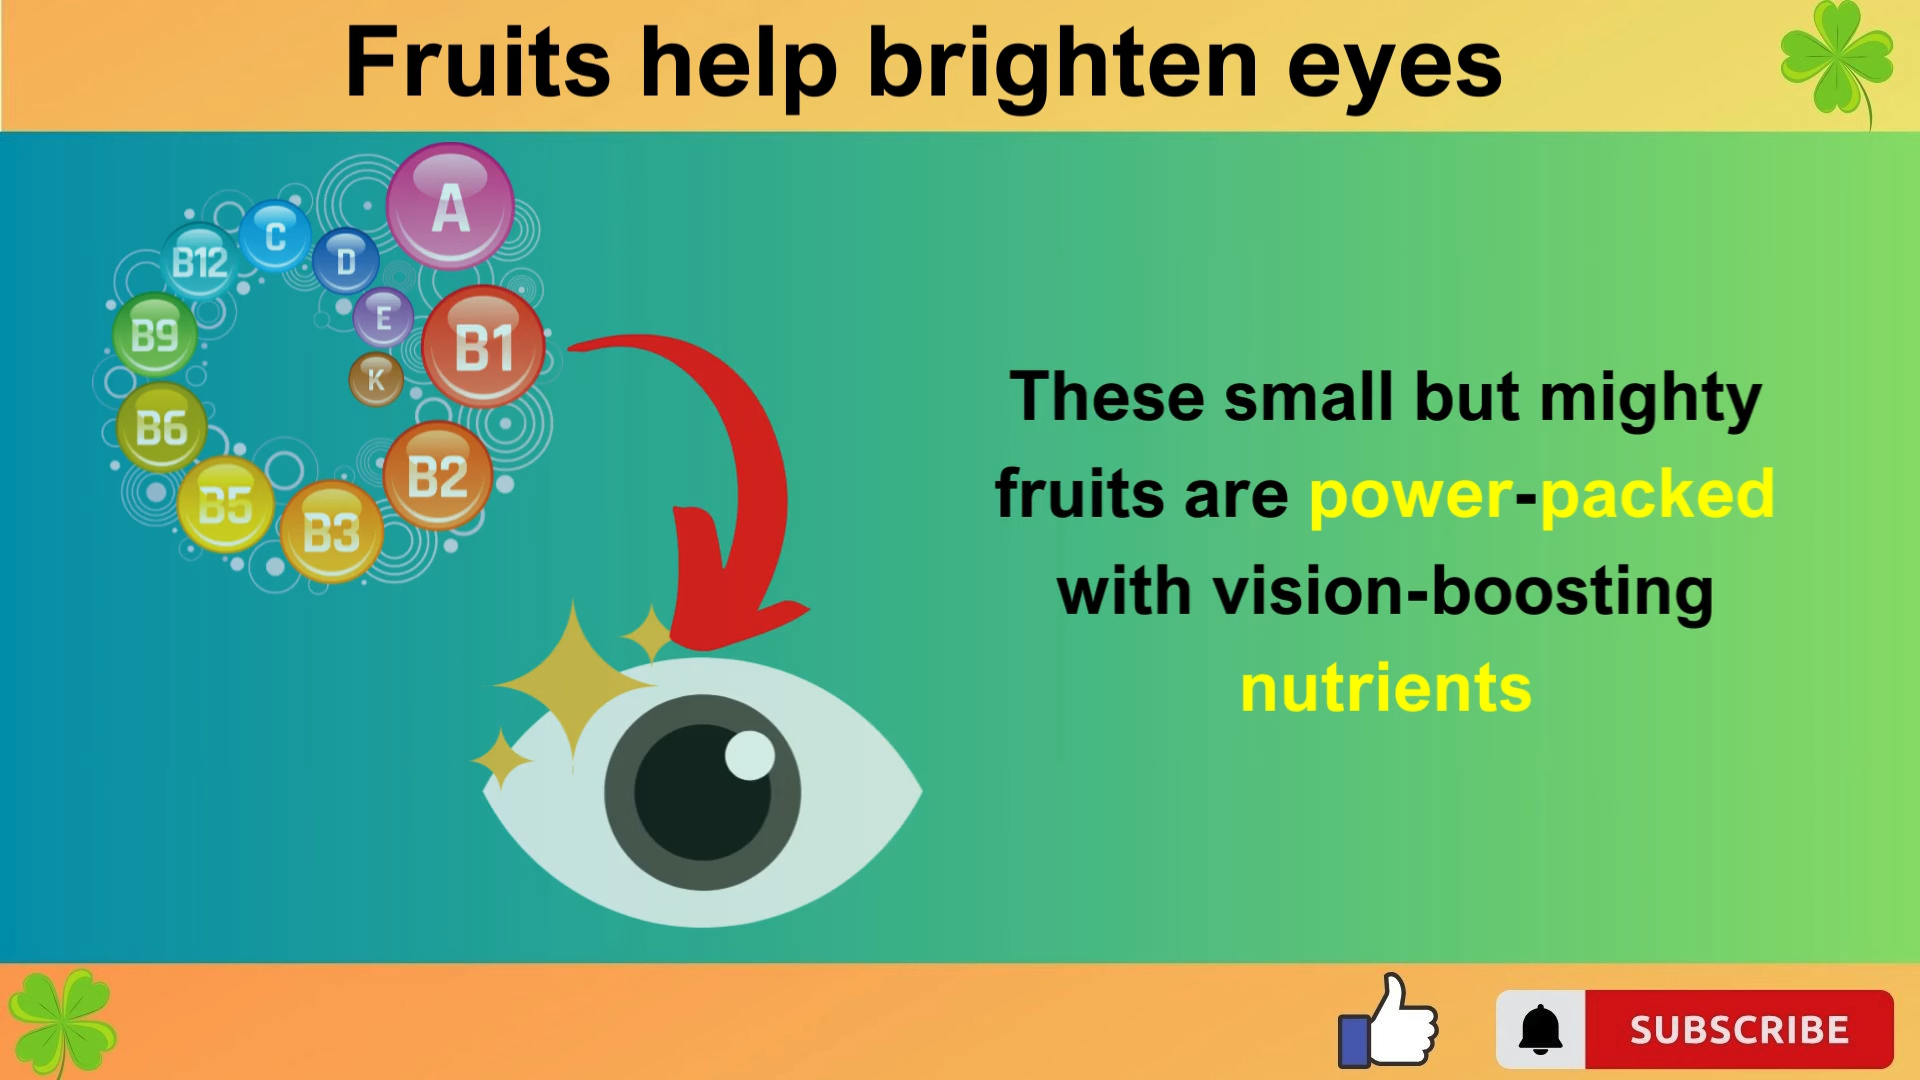 Fruits help brighten eyes
A
C
D
B12
E
B1
B9
K
B6
B2
B5
B3
These small but mighty
fruits are power-packed
with vision-boosting
nutrients
SUBSCRIBE